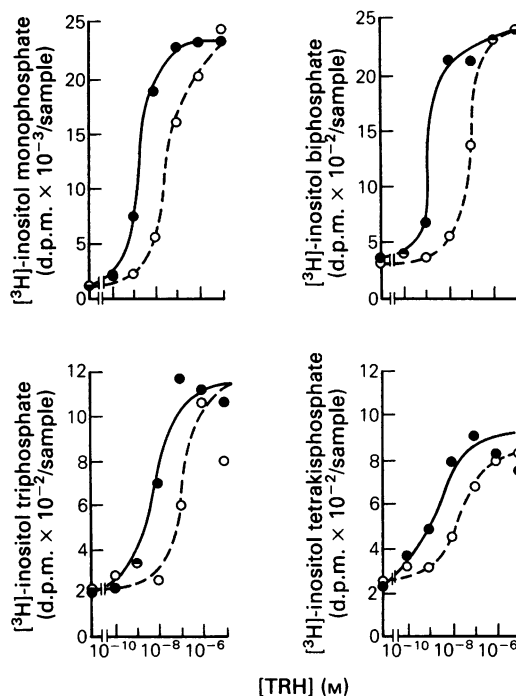 [³H]-inositol monophosphate
(d.p.m. × 10⁻³/sample)
25
20
15
10
5
0
[³H]-inositol biphosphate
(d.p.m. × 10⁻²/sample)
25
20
15
10
5
0
[³H]-inositol triphosphate
(d.p.m. × 10⁻²/sample)
12
10
8
6
4
2
0
10⁻¹⁰ 10⁻⁸ 10⁻⁶
[³H]-inositol tetrakisphosphate
(d.p.m. × 10⁻²/sample)
12
10
8
6
4
2
0
10⁻¹⁰ 10⁻⁸ 10⁻⁶
[TRH] (M)